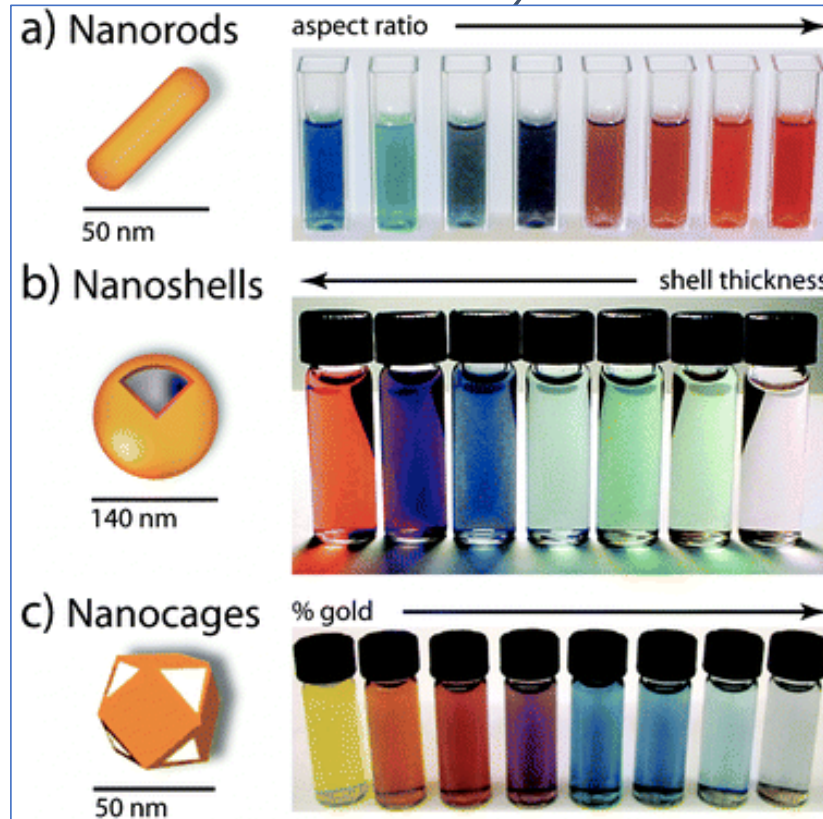 a) Nanorods
aspect ratio
50 nm
b) Nanoshells
shell thickness
140 nm
c) Nanocages
% gold
50 nm